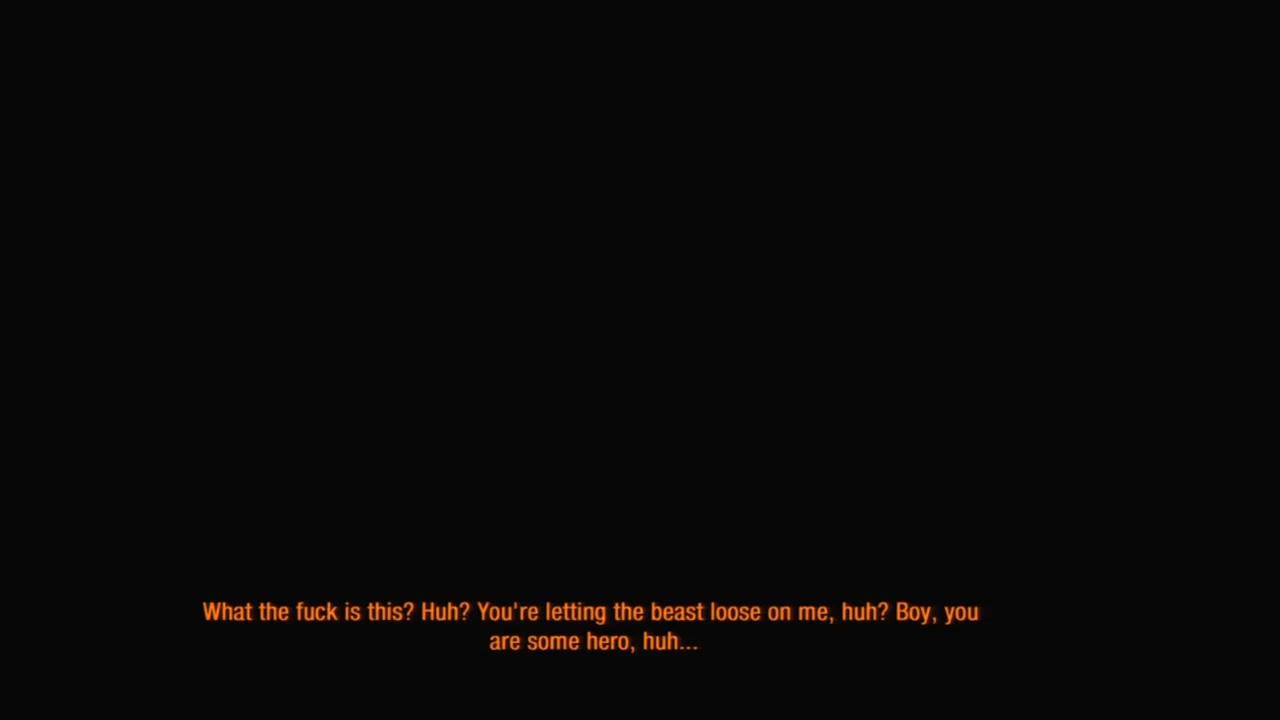 What the fuck is this? Huh? You're letting the beast loose on me, huh? Boy, you
are some hero, huh...